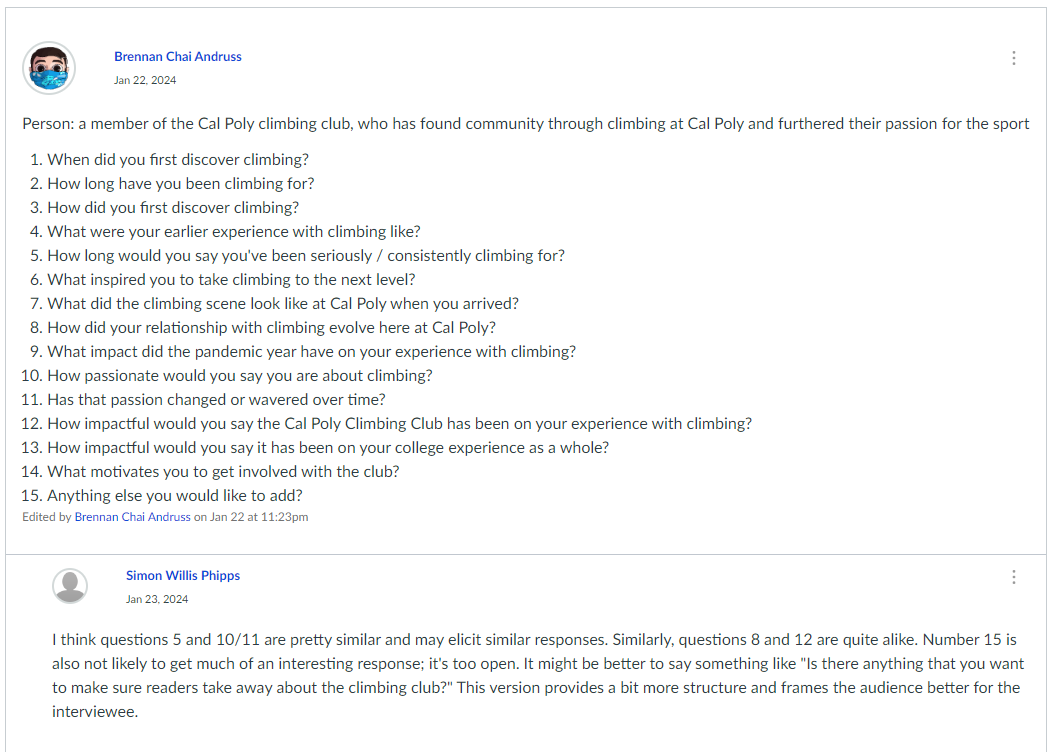 Brennan Chai Andruss
Jan 22, 2024
Person: a member of the Cal Poly climbing club, who has found community through climbing at Cal Poly and furthered their passion for the sport
1. When did you first discover climbing?
2. How long have you been climbing for?
3. How did you first discover climbing?
4. What were your earlier experience with climbing like?
5. How long would you say you've been seriously / consistently climbing for?
6. What inspired you to take climbing to the next level?
7. What did the climbing scene look like at Cal Poly when you arrived?
8. How did your relationship with climbing evolve here at Cal Poly?
9. What impact did the pandemic year have on your experience with climbing?
10. How passionate would you say you are about climbing?
11. Has that passion changed or wavered over time?
12. How impactful would you say the Cal Poly Climbing Club has been on your experience with climbing?
13. How impactful would you say it has been on your college experience as a whole?
14. What motivates you to get involved with the club?
15. Anything else you would like to add?
Edited by Brennan Chai Andruss on Jan 22 at 11:23pm
Simon Willis Phipps
Jan 23, 2024
I think questions 5 and 10/11 are pretty similar and may elicit similar responses. Similarly, questions 8 and 12 are quite alike. Number 15 is
also not likely to get much of an interesting response; it's too open. It might be better to say something like "Is there anything that you want
to make sure readers take away about the climbing club?" This version provides a bit more structure and frames the audience better for the
interviewee.